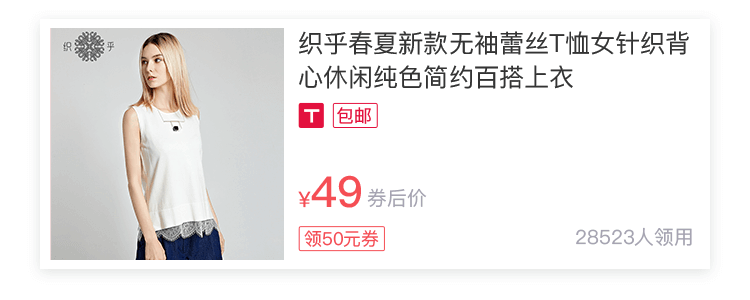 织 乎
织乎春夏新款无袖蕾丝T恤女针织背
心休闲纯色简约百搭上衣
T 包邮
¥49 券后价
领50元券
28523人领用